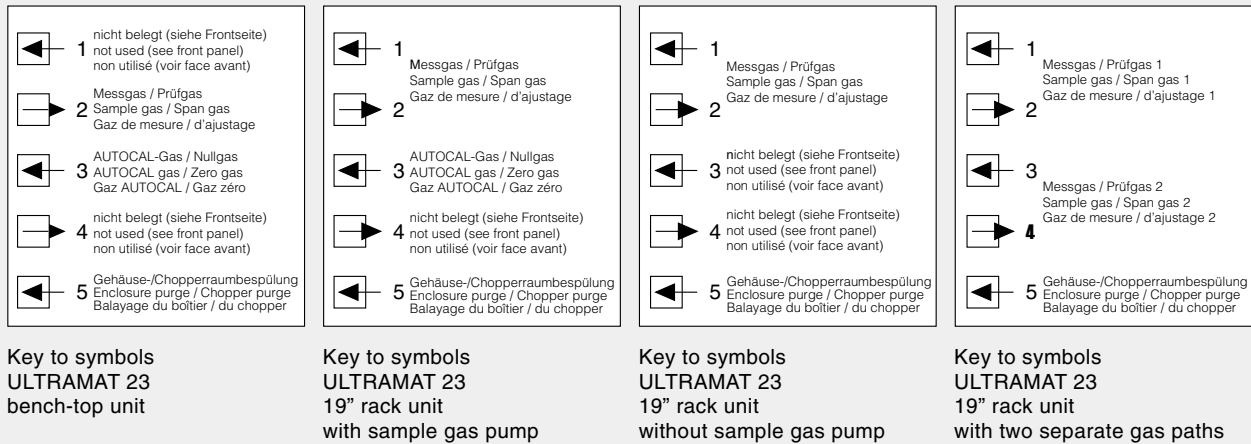 1
nicht belegt (siehe Frontseite)
not used (see front panel)
non utilisé (voir face avant)
2
Messgas / Prüfgas
Sample gas / Span gas
Gaz de mesure / d'ajustage
3
AUTOCAL-Gas / Nullgas
AUTOCAL gas / Zero gas
Gaz AUTOCAL / Gaz zéro
4
nicht belegt (siehe Frontseite)
not used (see front panel)
non utilisé (voir face avant)
5
Gehäuse-/Chopperraumbespülung
Enclosure purge / Chopper purge
Balayage du boîtier / du chopper
Key to symbols
ULTRAMAT 23
bench-top unit
1
Messgas / Prüfgas
Sample gas / Span gas
Gaz de mesure / d'ajustage
2
3
AUTOCAL-Gas / Nullgas
AUTOCAL gas / Zero gas
Gaz AUTOCAL / Gaz zéro
4
nicht belegt (siehe Frontseite)
not used (see front panel)
non utilisé (voir face avant)
5
Gehäuse-/Chopperraumbespülung
Enclosure purge / Chopper purge
Balayage du boîtier / du chopper
Key to symbols
ULTRAMAT 23
19” rack unit
with sample gas pump
1
Messgas / Prüfgas
Sample gas / Span gas
Gaz de mesure / d'ajustage
2
3
nicht belegt (siehe Frontseite)
not used (see front panel)
non utilisé (voir face avant)
4
nicht belegt (siehe Frontseite)
not used (see front panel)
non utilisé (voir face avant)
5
Gehäuse-/Chopperraumbespülung
Enclosure purge / Chopper purge
Balayage du boîtier / du chopper
Key to symbols
ULTRAMAT 23
19” rack unit
without sample gas pump
1
Messgas / Prüfgas 1
Sample gas / Span gas 1
Gaz de mesure / d'ajustage 1
2
3
Messgas / Prüfgas 2
Sample gas / Span gas 2
Gaz de mesure / d'ajustage 2
4
5
Gehäuse-/Chopperraumbespülung
Enclosure purge / Chopper purge
Balayage du boîtier / du chopper
Key to symbols
ULTRAMAT 23
19” rack unit
with two separate gas paths